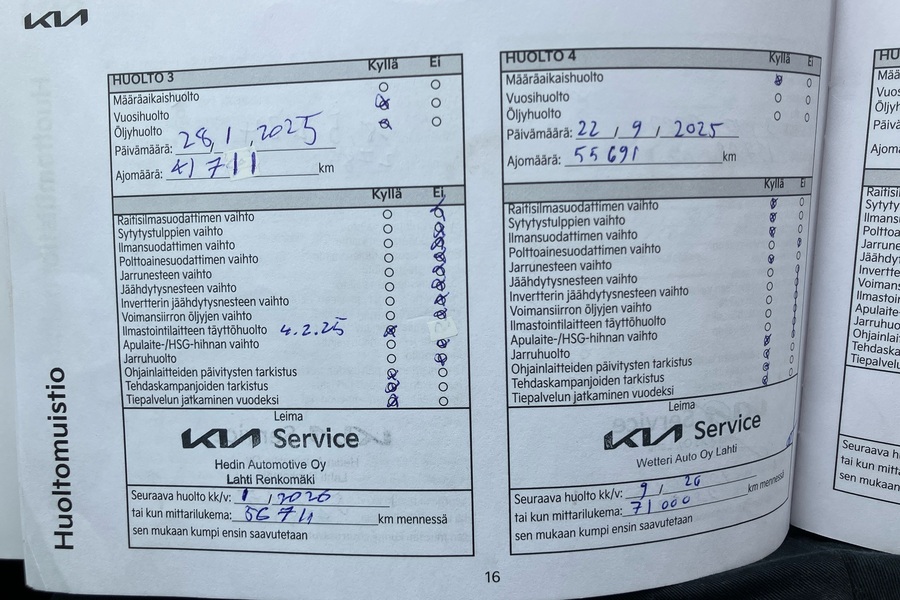 KIA
Huoltomuistio
HUOLTO 3 Kyllä Ei
Määräaikaishuolto
Vuosihuolto
Öljyhuolto
Päivämäärä: 28, 1, 2025
Ajomäärä: 41711 km
Kyllä Ei
Raitisilmasuodattimen vaihto
Sytytystulppien vaihto
Ilmansuodattimen vaihto
Polttoainesuodattimen vaihto
Jarrunesteen vaihto
Jäähdytysnesteen vaihto
Invertterin jäähdytysnesteen vaihto
Voimansiirron öljyjen vaihto
Ilmastointilaitteen täyttöhuolto 4.2.25
Apulaite-/HSG-hihnan vaihto
Jarruhuolto
Ohjainlaitteiden päivitysten tarkistus
Tehdaskampanjoiden tarkistus
Tiepalvelun jatkaminen vuodeksi
Leima
KIA Service
Hedin Automotive Oy
Lahti Renkomäki
Seuraava huolto kk/v: 1 / 2026
tai kun mittarilukema: 56711 km mennessä
sen mukaan kumpi ensin saavutetaan
HUOLTO 4 Kyllä Ei
Määräaikaishuolto
Vuosihuolto
Öljyhuolto
Päivämäärä: 22 / 9 / 2025
Ajomäärä: 55691 km
Kyllä Ei
Raitisilmasuodattimen vaihto
Sytytystulppien vaihto
Ilmansuodattimen vaihto
Polttoainesuodattimen vaihto
Jarrunesteen vaihto
Jäähdytysnesteen vaihto
Invertterin jäähdytysnesteen vaihto
Voimansiirron öljyjen vaihto
Ilmastointilaitteen täyttöhuolto
Apulaite-/HSG-hihnan vaihto
Jarruhuolto
Ohjainlaitteiden päivitysten tarkistus
Tehdaskampanjoiden tarkistus
Tiepalvelun jatkaminen vuodeksi
Leima
KIA Service
Wetteri Auto Oy Lahti
Seuraava huolto kk/v: 9 / 26
tai kun mittarilukema: 71000 km mennessä
sen mukaan kumpi ensin saavutetaan
16